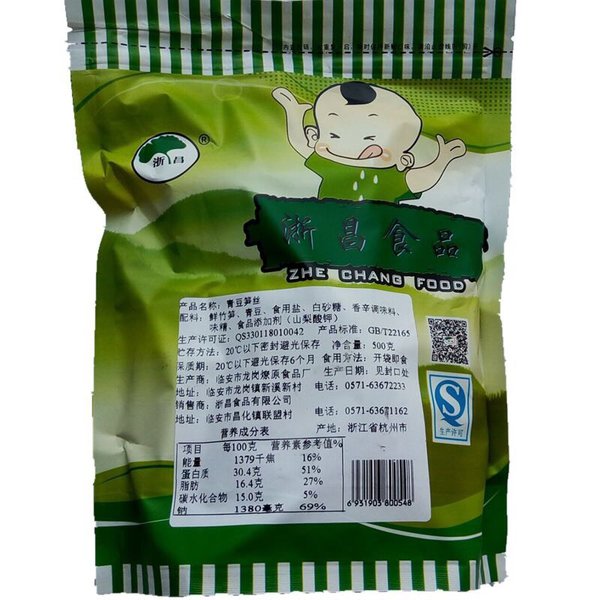 浙昌
®
浙昌食品
ZHE CHANG FOOD
产品名称：青豆笋丝
配料：鲜竹笋、青豆、食用盐、白砂糖、香辛调味料、
味精、食品添加剂（山梨酸钾）
生产许可证：QS330118010042 产品标准：GB/T22165
贮存方法：20℃以下密封避光保存 净含量：500克
保质期：20℃以下避光保存6个月 食用方法：开袋即食
生产商：临安市龙岗燎原食品厂 生产日期：见封口处
地址：临安市龙岗镇新溪新村 电话：0571-63672233
销售商：浙昌食品有限公司
地址：临安市昌化镇联盟村 电话：0571-63671162
产地：浙江省杭州市
营养成分表
项目 每100克 营养素参考值%
能量 1379千焦 16%
蛋白质 30.4克 51%
脂肪 16.4克 27%
碳水化合物 15.0克 5%
钠 1380毫克 69%
生产许可
6 931903 800548